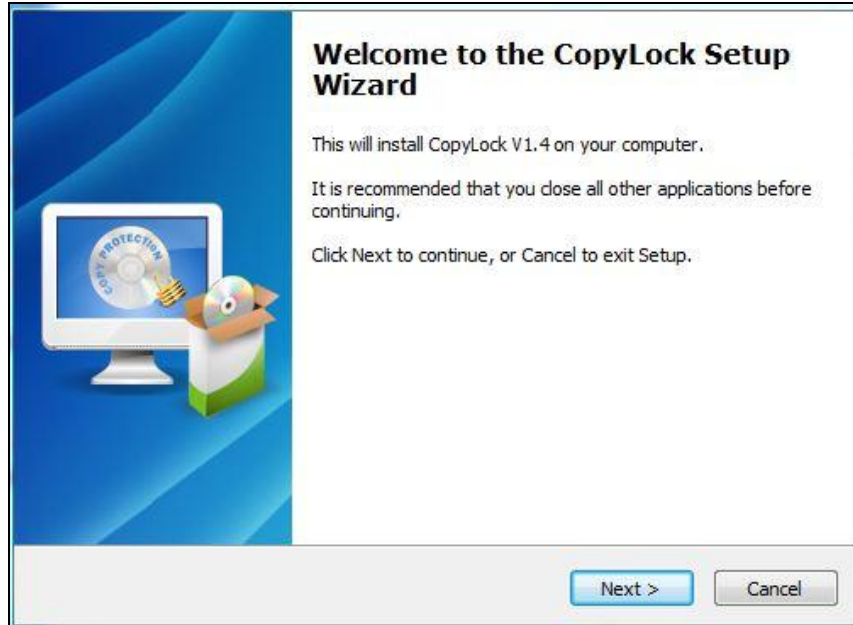 Welcome to the CopyLock Setup
Wizard
This will install CopyLock V1.4 on your computer.
It is recommended that you close all other applications before
continuing.
Click Next to continue, or Cancel to exit Setup.
COPY PROTECTION
Next >
Cancel